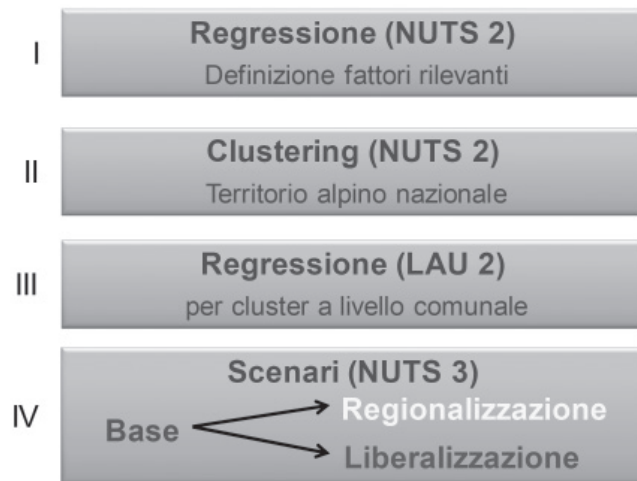 I
Regressione (NUTS 2)
Definizione fattori rilevanti
II
Clustering (NUTS 2)
Territorio alpino nazionale
III
Regressione (LAU 2)
per cluster a livello comunale
IV
Scenari (NUTS 3)
Base
Regionalizzazione
Liberalizzazione